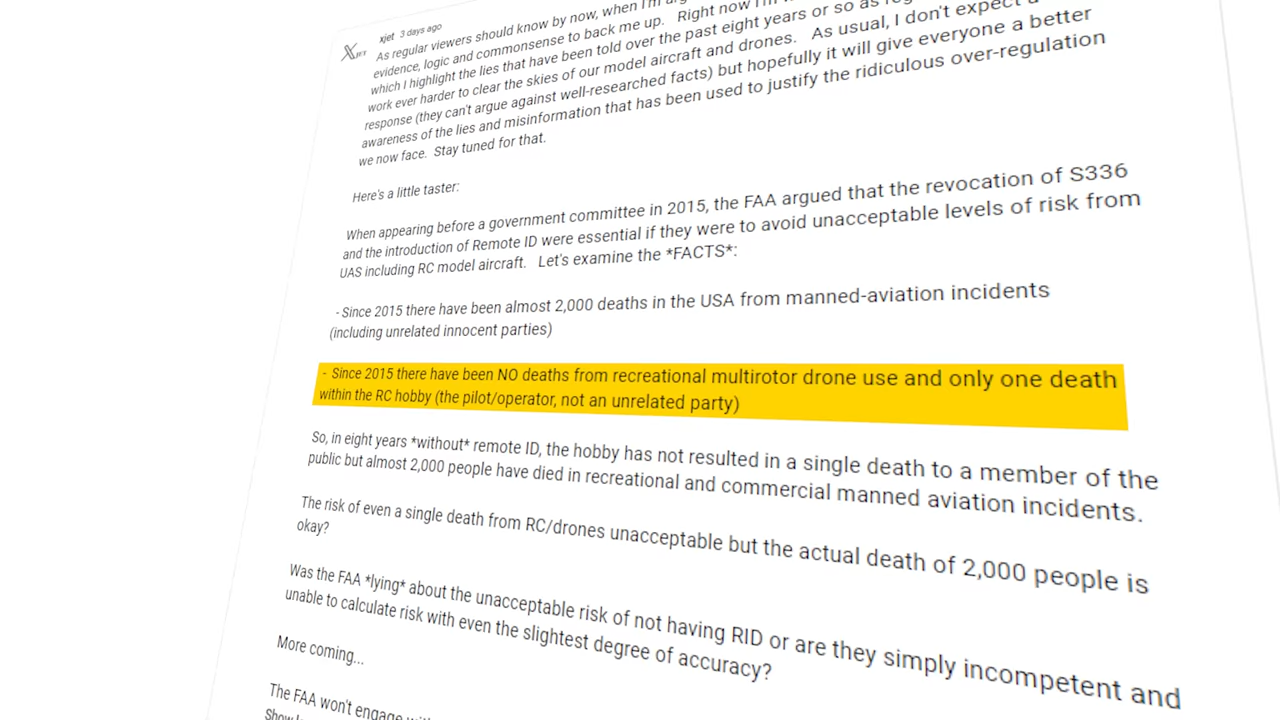 xjet 3 days ago
As regular viewers should know by now, when I'm
evidence, logic and commonsense to back me up. Right now I'm
which I highlight the lies that have been told over the past eight years or so as
work ever harder to clear the skies of our model aircraft and drones. As usual, I don't expect a
response (they can't argue against well-researched facts) but hopefully it will give everyone a better
awareness of the lies and misinformation that has been used to justify the ridiculous over-regulation
we now face. Stay tuned for that.
Here's a little taster:
When appearing before a government committee in 2015, the FAA argued that the revocation of S336
and the introduction of Remote ID were essential if they were to avoid unacceptable levels of risk from
UAS including RC model aircraft. Let's examine the *FACTS*:
- Since 2015 there have been almost 2,000 deaths in the USA from manned-aviation incidents
(including unrelated innocent parties)
- Since 2015 there have been NO deaths from recreational multirotor drone use and only one death
within the RC hobby (the pilot/operator, not an unrelated party)
So, in eight years *without* remote ID, the hobby has not resulted in a single death to a member of the
public but almost 2,000 people have died in recreational and commercial manned aviation incidents.
The risk of even a single death from RC/drones unacceptable but the actual death of 2,000 people is
okay?
Was the FAA *lying* about the unacceptable risk of not having RID or are they simply incompetent and
unable to calculate risk with even the slightest degree of accuracy?
More coming...
The FAA won't engage
Show